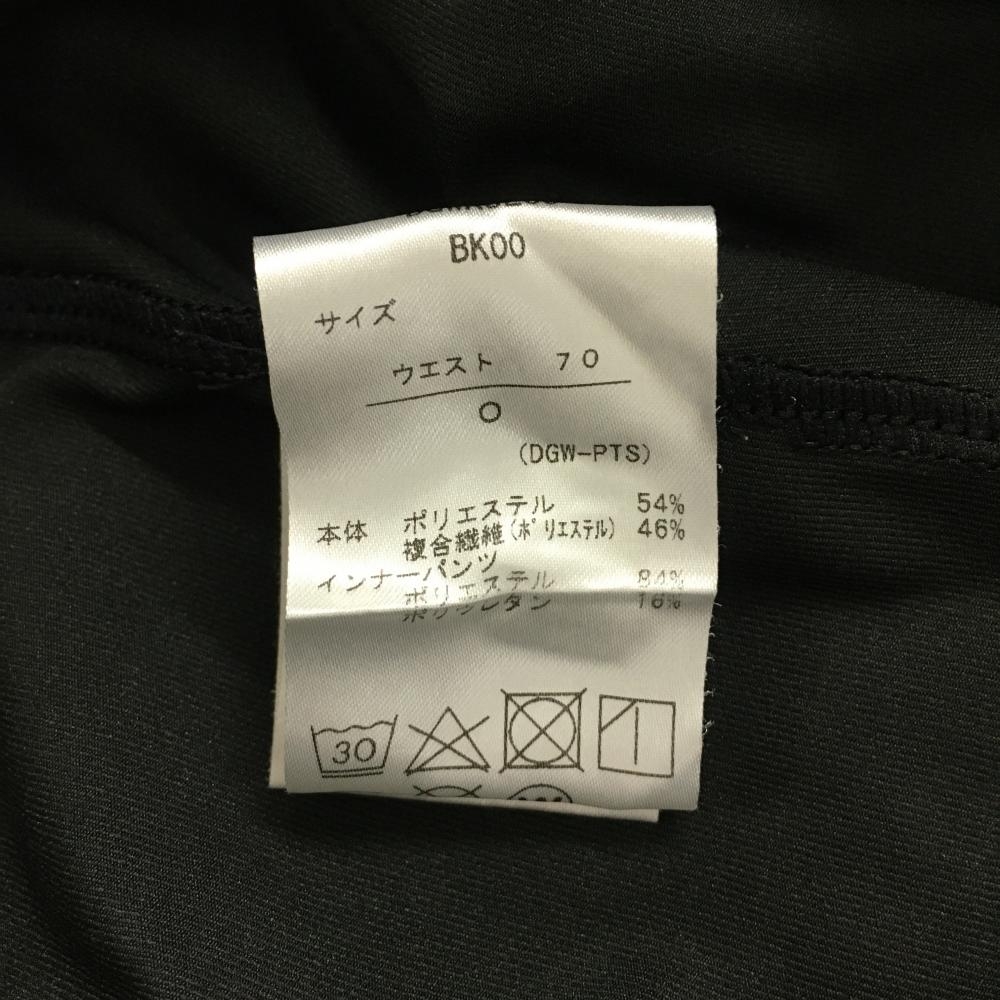 BK00
サイズ
ウエスト 70
O
(DGW-PTS)
本体 ポリエステル 54%
複合繊維(ポリエステル) 46%
インナーパンツ
ポリエステル 84%
ポリウレタン 16%
30